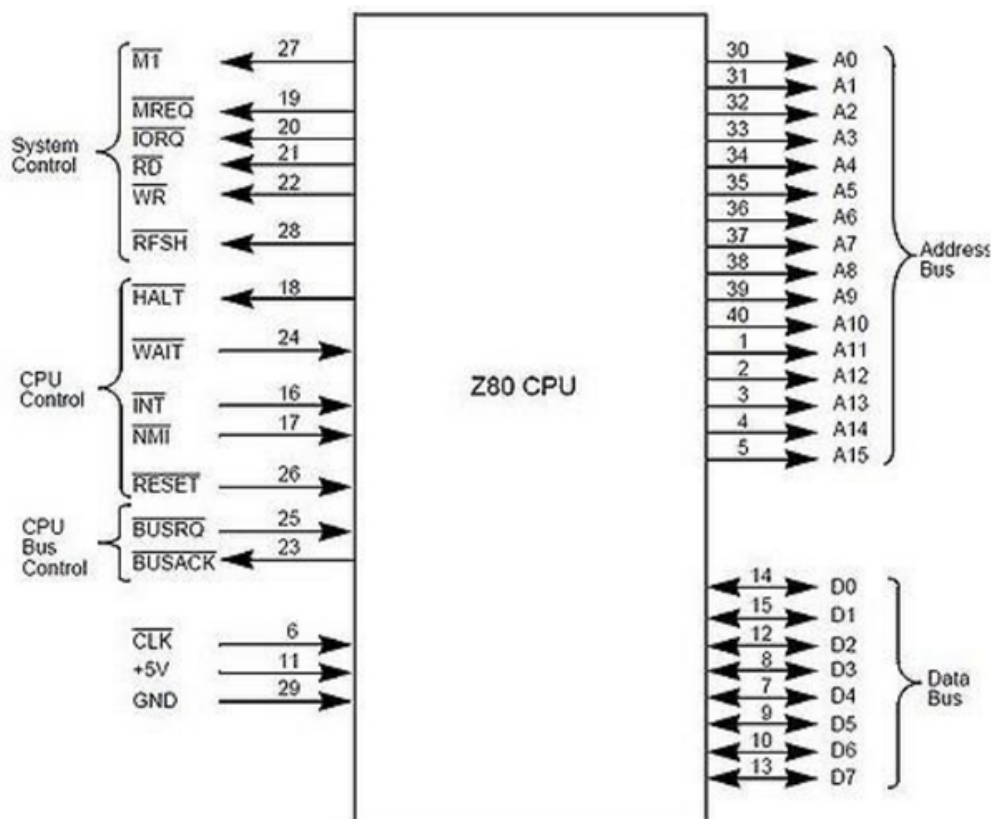 27
M1
19
MREQ
20
IORQ
21
RD
22
WR
28
RFSH
System
Control
18
HALT
24
WAIT
16
INT
17
NMI
26
RESET
CPU
Control
25
BUSRQ
23
BUSACK
CPU
Bus
Control
6
CLK
11
+5V
29
GND
Z80 CPU
30
A0
31
A1
32
A2
33
A3
34
A4
35
A5
36
A6
37
A7
38
A8
39
A9
40
A10
1
A11
2
A12
3
A13
4
A14
5
A15
Address
Bus
14
D0
15
D1
12
D2
8
D3
7
D4
9
D5
10
D6
13
D7
Data
Bus